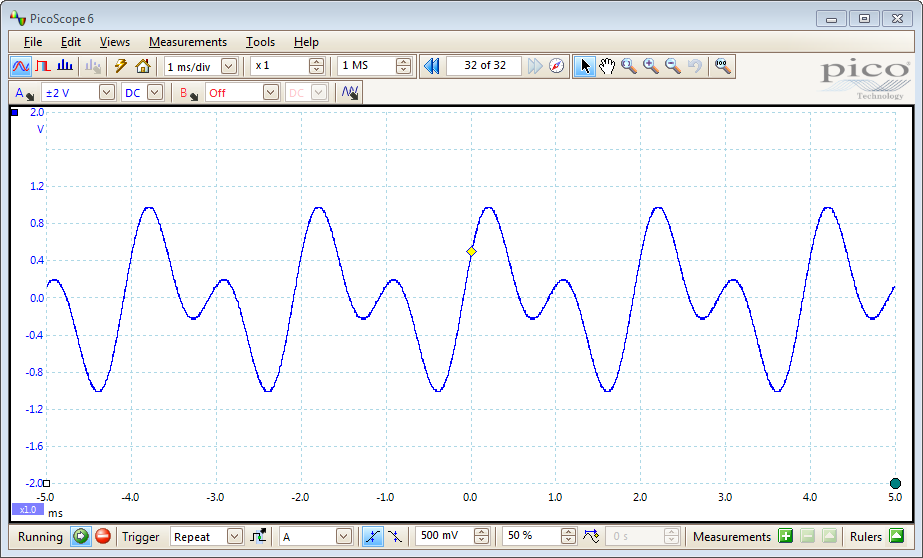 PicoScope 6
File Edit Views Measurements Tools Help
1 ms/div x 1 1 MS 32 of 32 100
pico
Technology
A ±2 V DC B Off DC
2.0
V
1.2
0.8
0.4
0.0
-0.4
-0.8
-1.2
-1.6
-2.0
-5.0 -4.0 -3.0 -2.0 -1.0 0.0 1.0 2.0 3.0 4.0 5.0
x1.0 ms
Running Trigger Repeat A 500 mV 50 % 0 s Measurements Rulers